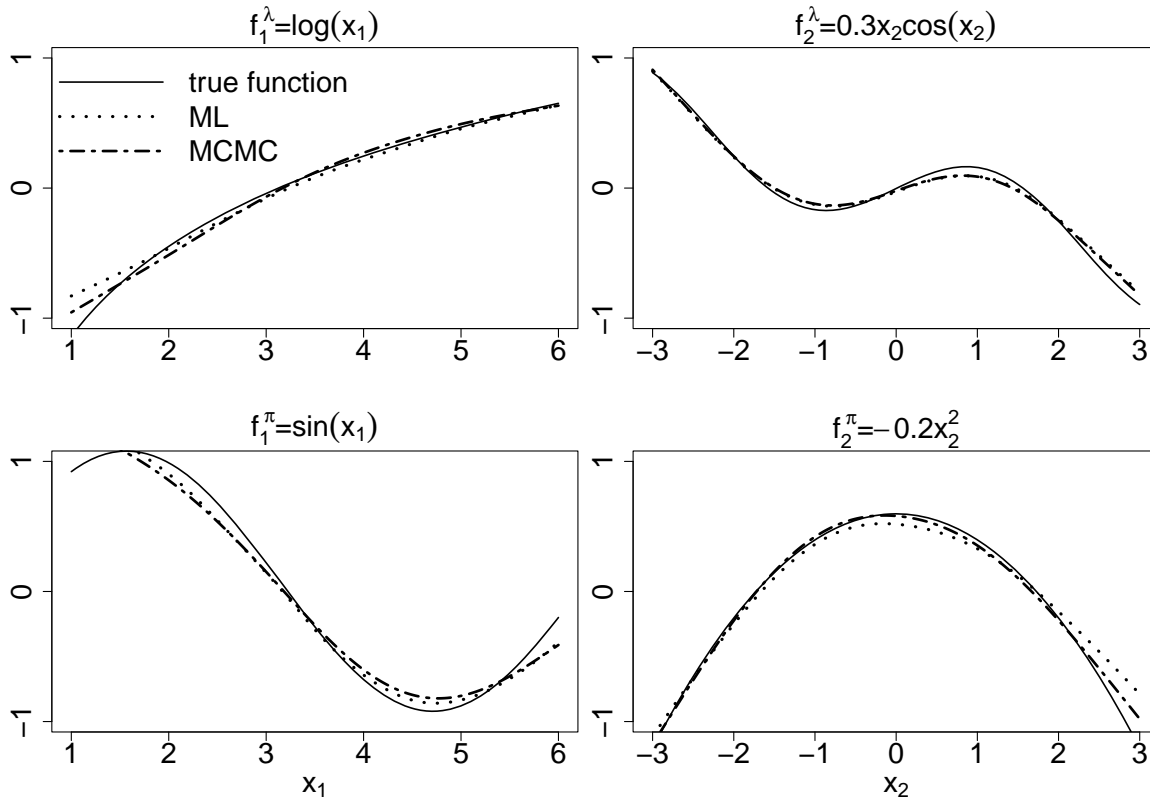 f₁^λ=log(x₁)
f₂^λ=0.3x₂cos(x₂)
true function
ML
MCMC
1
0
−1
1 2 3 4 5 6
1
0
−1
−3 −2 −1 0 1 2 3
f₁^π=sin(x₁)
f₂^π=−0.2x₂²
1
0
−1
1 2 3 4 5 6
x₁
1
0
−1
−3 −2 −1 0 1 2 3
x₂